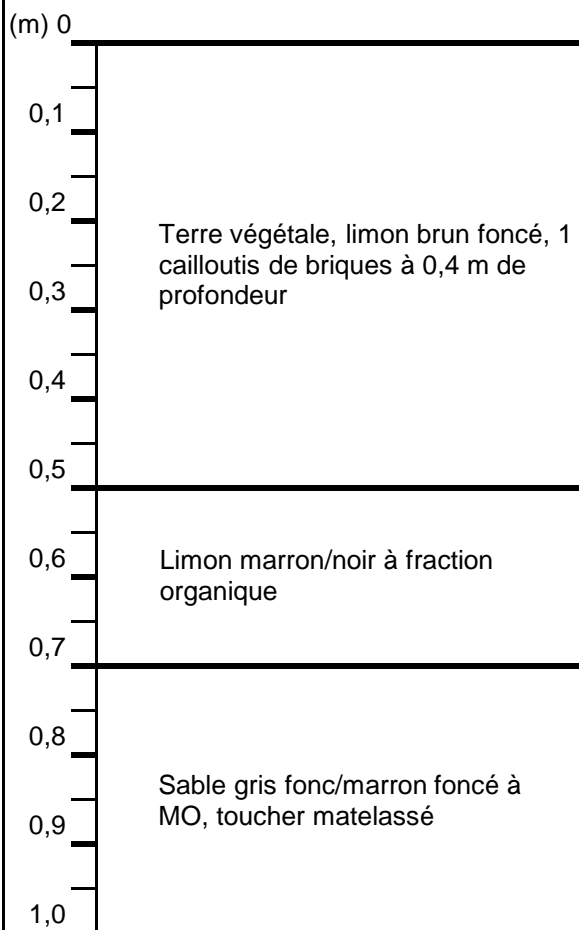 (m) 0
0,1
0,2
Terre végétale, limon brun foncé, 1
cailloutis de briques à 0,4 m de
0,3
profondeur
0,4
0,5
0,6
Limon marron/noir à fraction
organique
0,7
0,8
Sable gris fonc/marron foncé à
MO, toucher matelassé
0,9
1,0